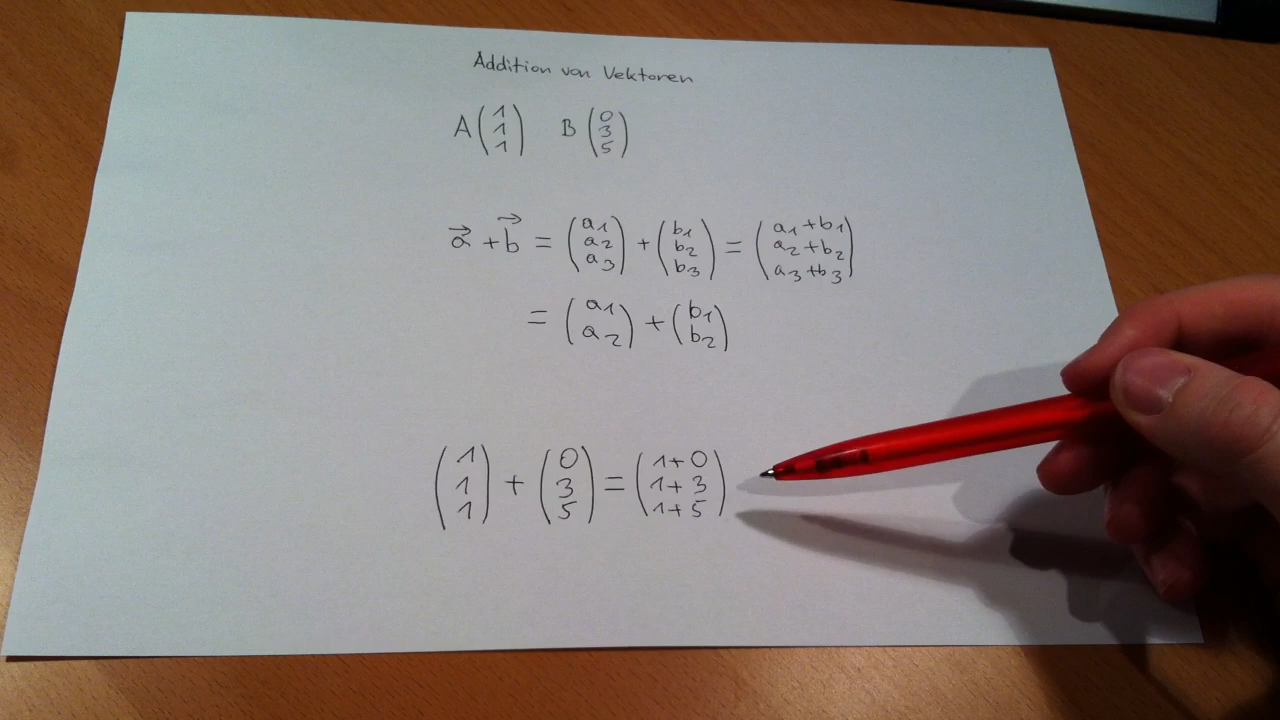 Addition von Vektoren
A (1 1 1) B (0 3 5)
a⃗ + b⃗ = (a1 a2 a3) + (b1 b2 b3) = (a1+b1 a2+b2 a3+b3)
= (a1 a2) + (b1 b2)
(1 1 1) + (0 3 5) = (1+0 1+3 1+5)